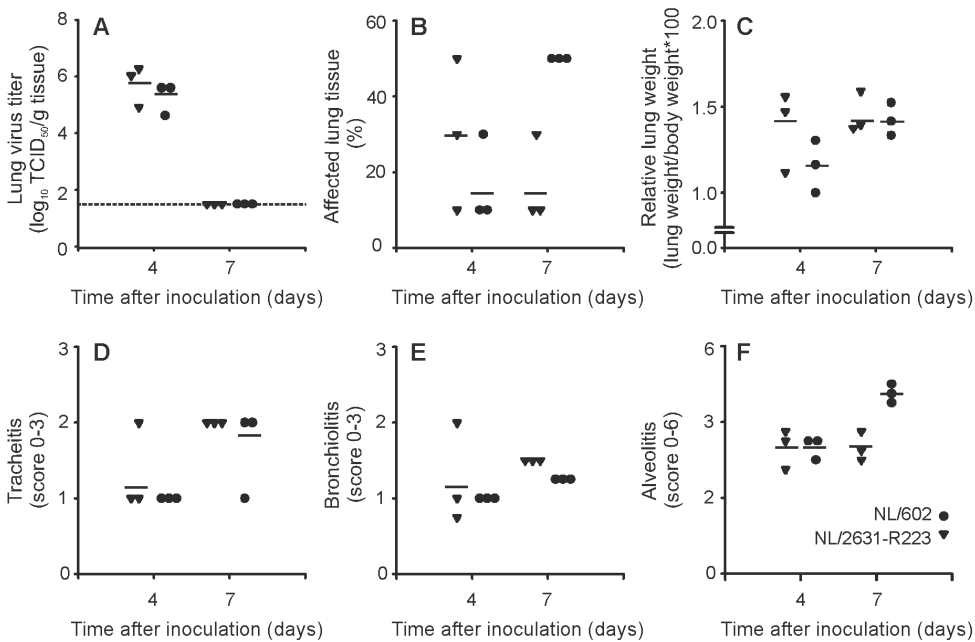 A
Lung virus titer
(log₁₀ TCID₅₀/g tissue)
8
6
4
2
0
4
7
Time after inoculation (days)
B
Affected lung tissue
(%)
60
40
20
0
4
7
Time after inoculation (days)
C
Relative lung weight
(lung weight/body weight*100
2.0
1.5
1.0
0.0
4
7
Time after inoculation (days)
D
Tracheitis
(score 0-3)
3
2
1
0
4
7
Time after inoculation (days)
E
Bronchiolitis
(score 0-3)
3
2
1
0
4
7
Time after inoculation (days)
F
Alveolitis
(score 0-6)
6
3
2
0
NL/602
NL/2631-R223
4
7
Time after inoculation (days)